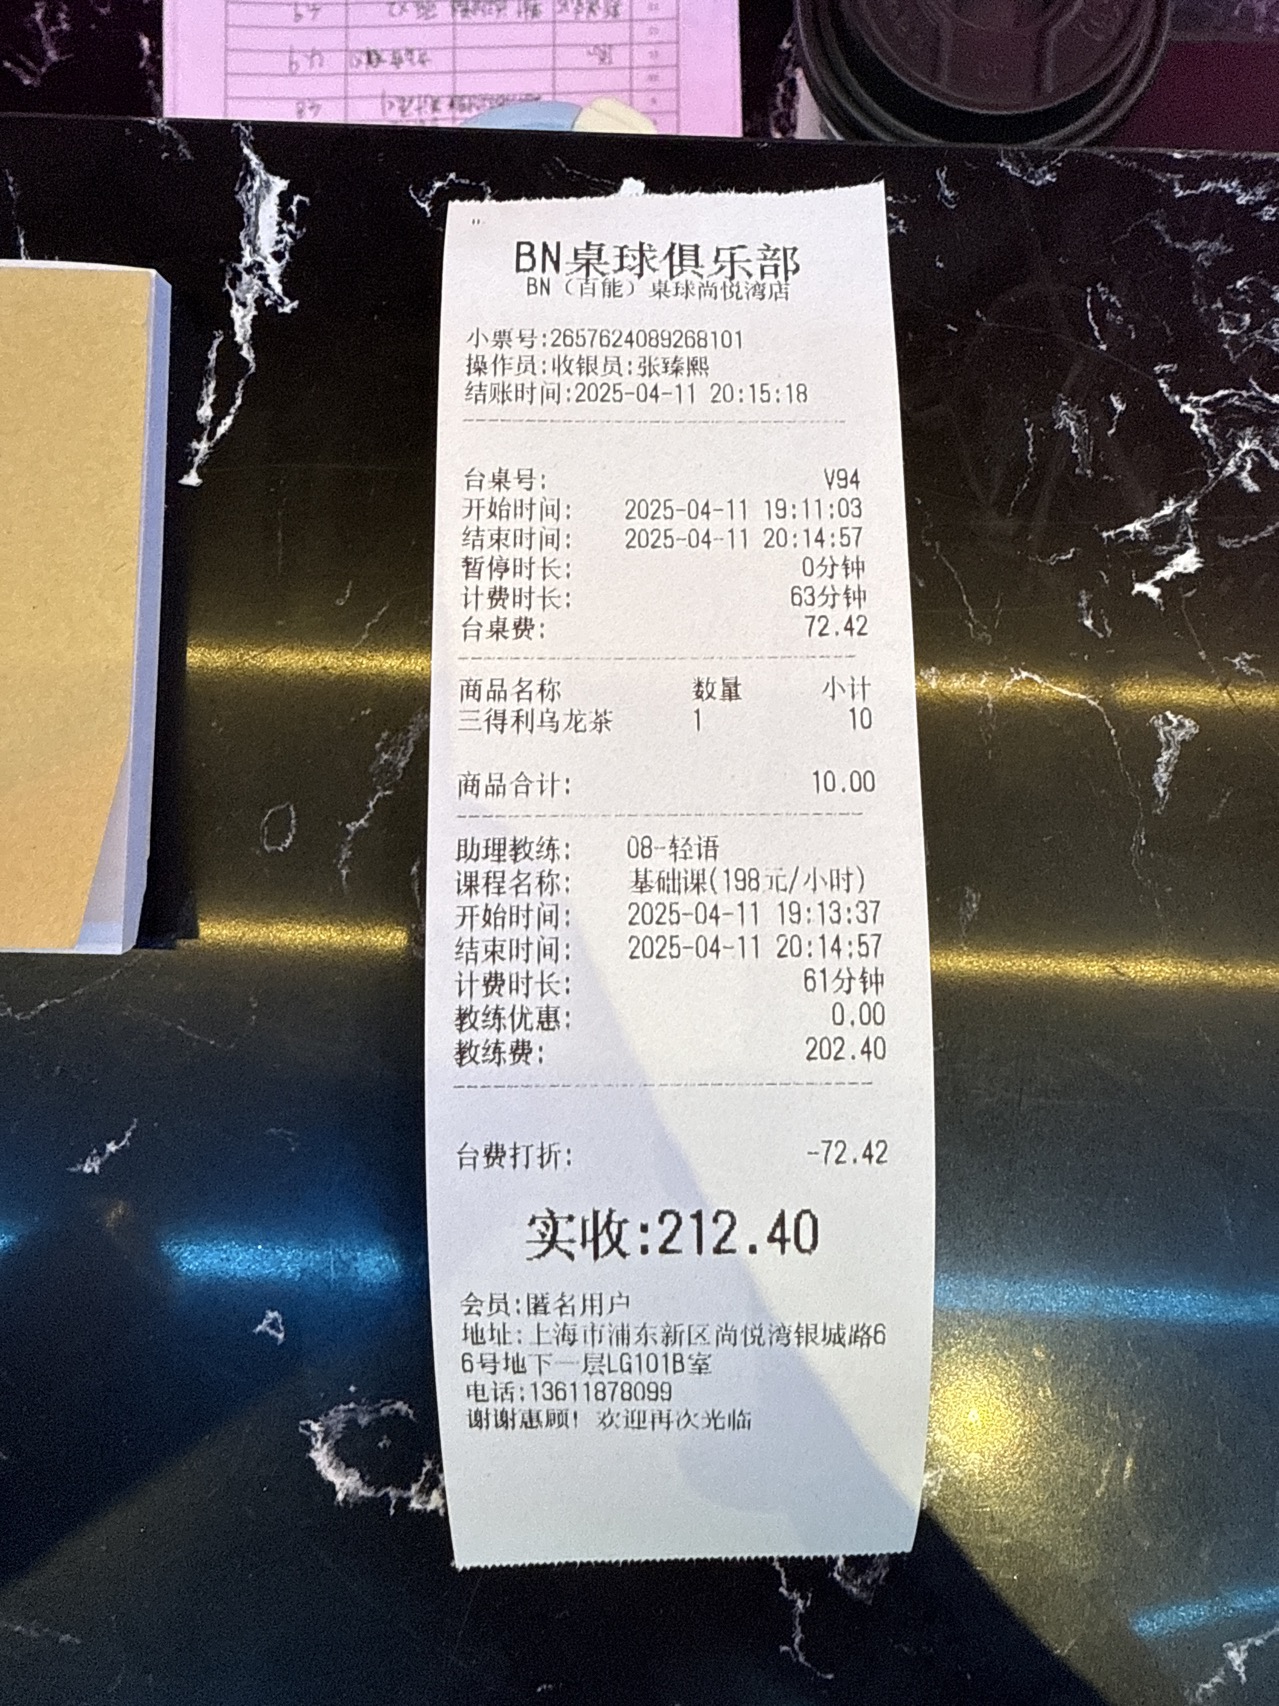 BN桌球俱乐部
BN（百能）桌球尚悦湾店
小票号:2657624089268101
操作员:收银员:张臻熙
结账时间:2025-04-11 20:15:18
台桌号: V94
开始时间: 2025-04-11 19:11:03
结束时间: 2025-04-11 20:14:57
暂停时长: 0分钟
计费时长: 63分钟
台桌费: 72.42
商品名称 数量 小计
三得利乌龙茶 1 10
商品合计: 10.00
助理教练: 08-轻语
课程名称: 基础课(198元/小时)
开始时间: 2025-04-11 19:13:37
结束时间: 2025-04-11 20:14:57
计费时长: 61分钟
教练优惠: 0.00
教练费: 202.40
台费打折: -72.42
实收:212.40
会员:匿名用户
地址:上海市浦东新区尚悦湾银城路6
6号地下一层LG101B室
电话:13611878099
谢谢惠顾! 欢迎再次光临